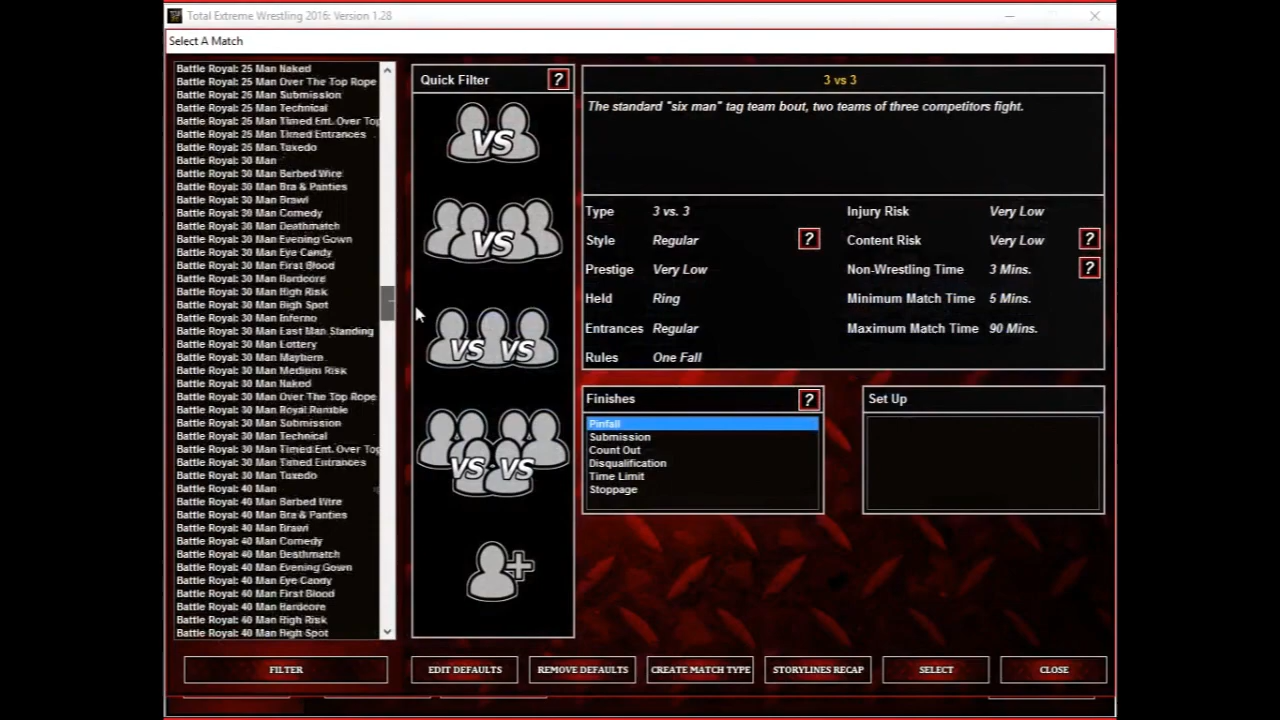 Total Extreme Wrestling 2016: Version 1.28
Select A Match
Battle Royal: 25 Man Naked
Battle Royal: 25 Man Over The Top Rope
Battle Royal: 25 Man Submission
Battle Royal: 25 Man Technical
Battle Royal: 25 Man Timed Ent. Over Top
Battle Royal: 25 Man Timed Entrances
Battle Royal: 25 Man Tuxedo
Battle Royal: 30 Man
Battle Royal: 30 Man Barbed Wire
Battle Royal: 30 Man Bra & Panties
Battle Royal: 30 Man Brawl
Battle Royal: 30 Man Comedy
Battle Royal: 30 Man Deathmatch
Battle Royal: 30 Man Evening Gown
Battle Royal: 30 Man Eye Candy
Battle Royal: 30 Man First Blood
Battle Royal: 30 Man Hardcore
Battle Royal: 30 Man High Risk
Battle Royal: 30 Man High Spot
Battle Royal: 30 Man Inferno
Battle Royal: 30 Man Last Man Standing
Battle Royal: 30 Man Lottery
Battle Royal: 30 Man Mayhem
Battle Royal: 30 Man Medium Risk
Battle Royal: 30 Man Naked
Battle Royal: 30 Man Over The Top Rope
Battle Royal: 30 Man Royal Rumble
Battle Royal: 30 Man Submission
Battle Royal: 30 Man Technical
Battle Royal: 30 Man Timed Ent. Over Top
Battle Royal: 30 Man Timed Entrances
Battle Royal: 30 Man Tuxedo
Battle Royal: 40 Man
Battle Royal: 40 Man Barbed Wire
Battle Royal: 40 Man Bra & Panties
Battle Royal: 40 Man Brawl
Battle Royal: 40 Man Comedy
Battle Royal: 40 Man Deathmatch
Battle Royal: 40 Man Evening Gown
Battle Royal: 40 Man Eye Candy
Battle Royal: 40 Man First Blood
Battle Royal: 40 Man Hardcore
Battle Royal: 40 Man High Risk
Battle Royal: 40 Man High Spot
FILTER
Quick Filter ?
VS
VS
VS VS
VS VS
3 vs 3
The standard "six man" tag team bout, two teams of three competitors fight.
Type 3 vs. 3 Injury Risk Very Low
Style Regular ? Content Risk Very Low ?
Prestige Very Low Non-Wrestling Time 3 Mins. ?
Held Ring Minimum Match Time 5 Mins.
Entrances Regular Maximum Match Time 90 Mins.
Rules One Fall
Finishes ?
Pinfall
Submission
Count Out
Disqualification
Time Limit
Stoppage
Set Up
EDIT DEFAULTS REMOVE DEFAULTS CREATE MATCH TYPE STORYLINES RECAP SELECT CLOSE